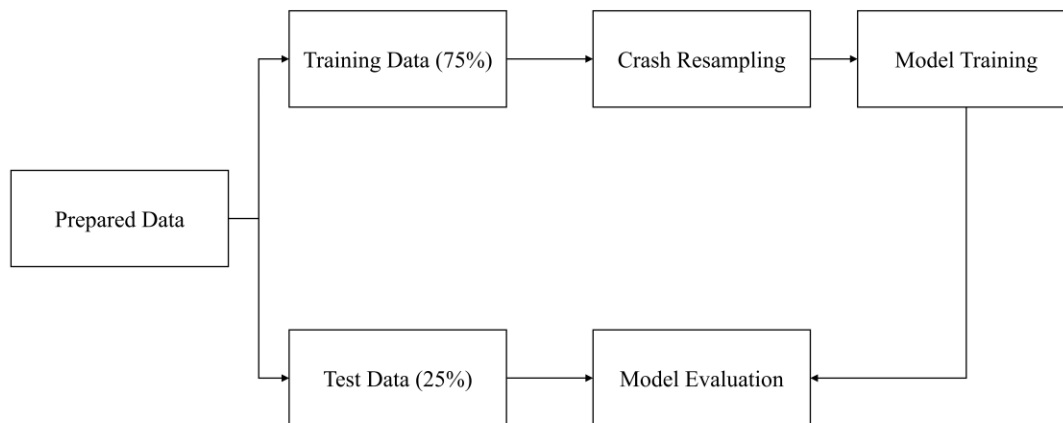 Training Data (75%)
Crash Resampling
Model Training
Prepared Data
Test Data (25%)
Model Evaluation